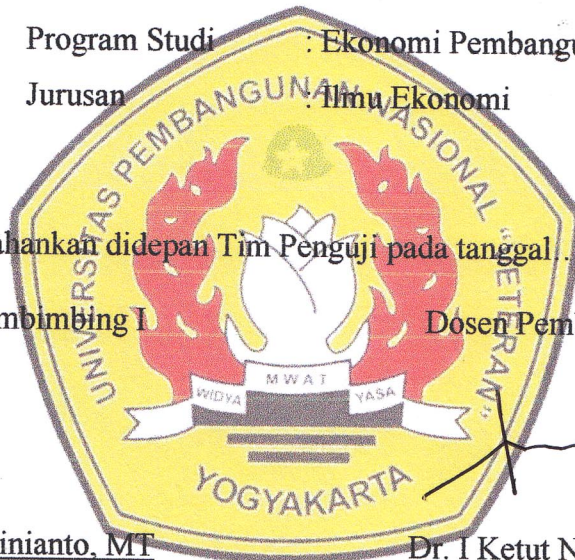 Program Studi : Ekonomi Pembangu
Jurusan : Ilmu Ekonomi
UNIVERSITAS PEMBANGUNAN NASIONAL "VETERAN"
ahankan didepan Tim Penguji pada tanggal...
mbimbing I Dosen Pem
WIDYA MWAT YASA
YOGYAKARTA
inianto, MT Dr. I Ketut N